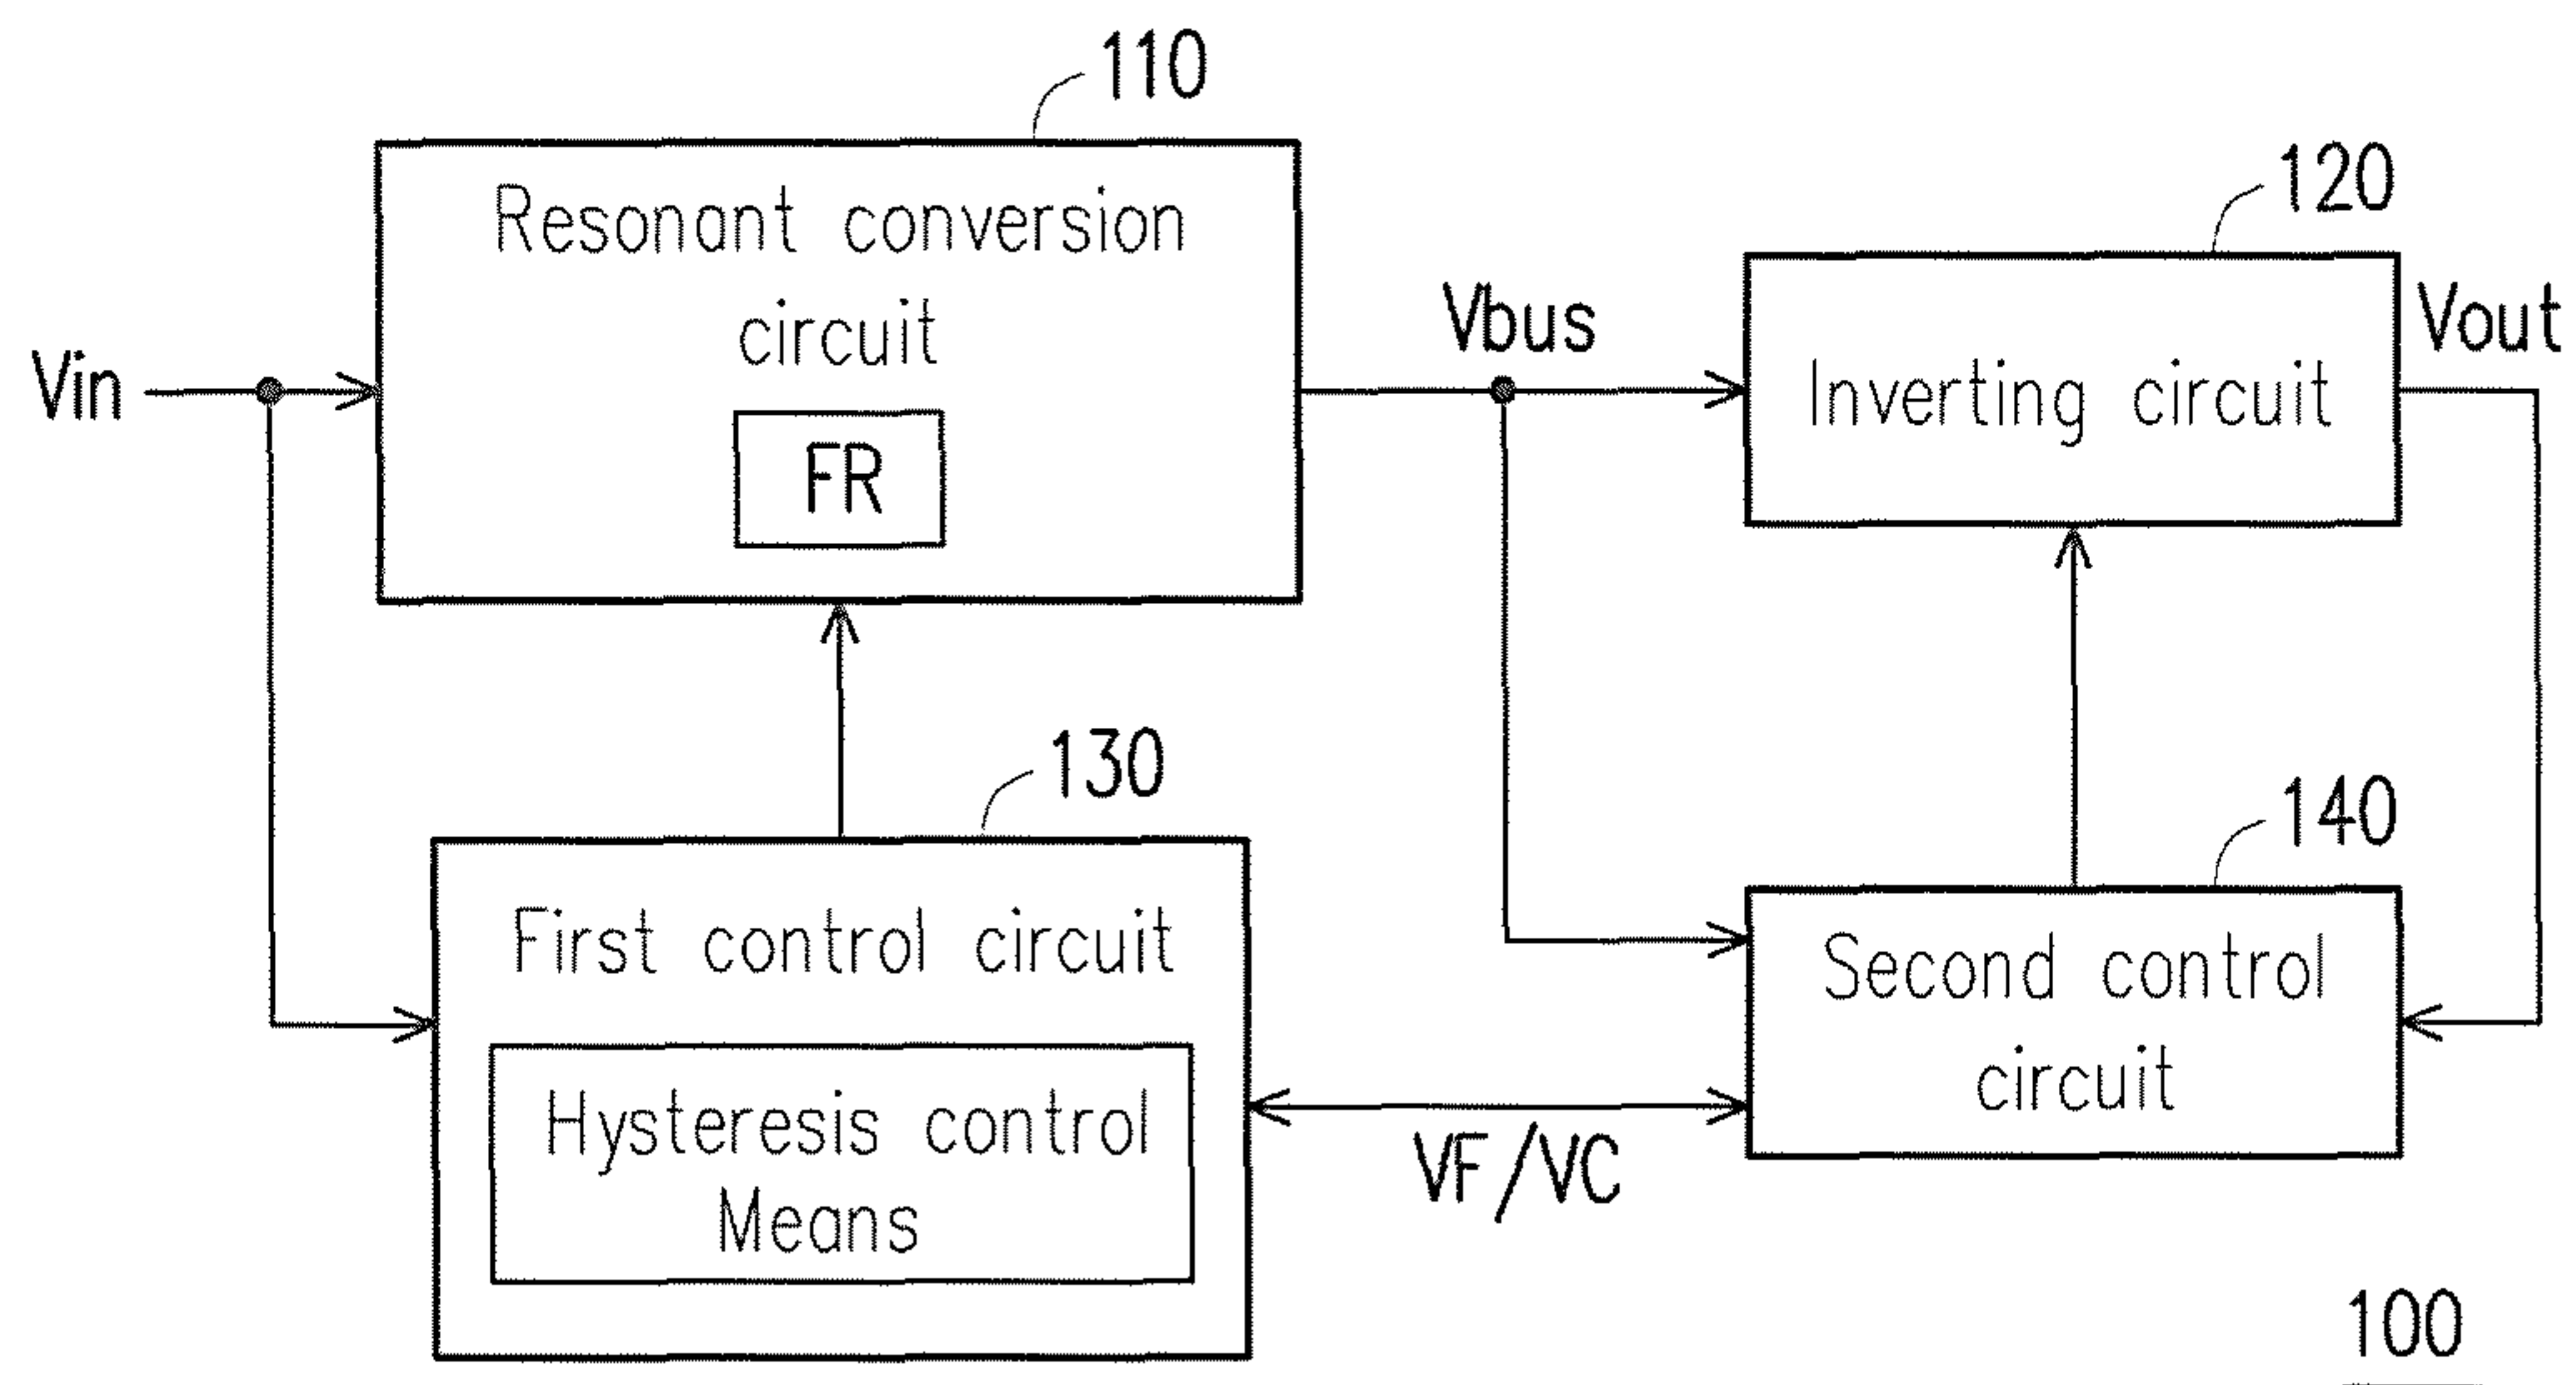 110
Resonant conversion
circuit
FR
Vin
Vbus
120
Inverting circuit
Vout
130
First control circuit
Hysteresis control
Means
VF/VC
140
Second control
circuit
100